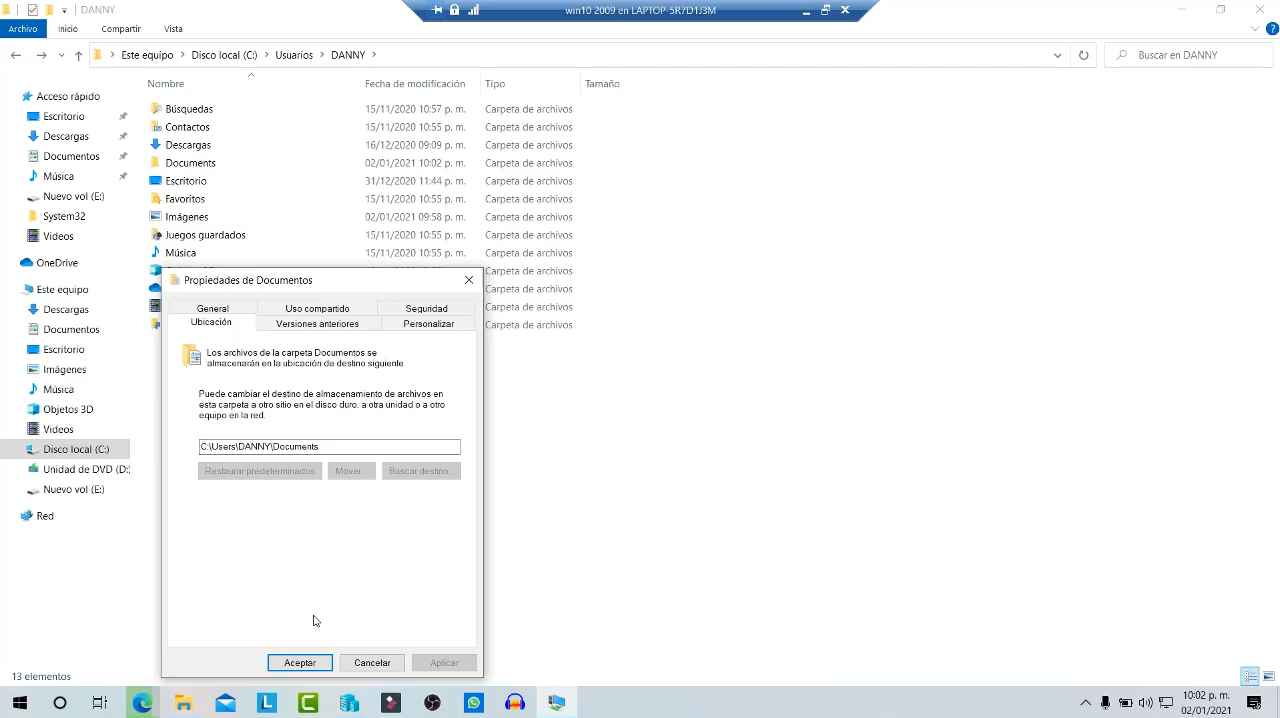 DANNY
win10 2009 en LAPTOP-5R7D1J3M
Archivo Inicio Compartir Vista
Este equipo > Disco local (C:) > Usuarios > DANNY >
Buscar en DANNY
Nombre Fecha de modificación Tipo Tamaño
Acceso rápido
Escritorio
Descargas
Documentos
Música
Nuevo vol (E:)
System32
Videos
OneDrive
Este equipo
Descargas
Documentos
Escritorio
Imágenes
Música
Objetos 3D
Videos
Disco local (C:)
Unidad de DVD (D:)
Nuevo vol (E:)
Red
Búsquedas 15/11/2020 10:57 p. m. Carpeta de archivos
Contactos 15/11/2020 10:55 p. m. Carpeta de archivos
Descargas 16/12/2020 09:09 p. m. Carpeta de archivos
Documents 02/01/2021 10:02 p. m. Carpeta de archivos
Escritorio 31/12/2020 11:44 p. m. Carpeta de archivos
Favoritos 15/11/2020 10:55 p. m. Carpeta de archivos
Imágenes 02/01/2021 09:58 p. m. Carpeta de archivos
Juegos guardados 15/11/2020 10:55 p. m. Carpeta de archivos
Música 15/11/2020 10:55 p. m. Carpeta de archivos
Carpeta de archivos
Carpeta de archivos
Carpeta de archivos
Carpeta de archivos
Propiedades de Documentos
General Uso compartido Seguridad
Ubicación Versiones anteriores Personalizar
Los archivos de la carpeta Documentos se
almacenarán en la ubicación de destino siguiente.
Puede cambiar el destino de almacenamiento de archivos en
esta carpeta a otro sitio en el disco duro, a otra unidad o a otro
equipo en la red.
C:\Users\DANNY\Documents
Restaurar predeterminados Mover... Buscar destino...
Aceptar Cancelar Aplicar
13 elementos
10:02 p. m.
02/01/2021